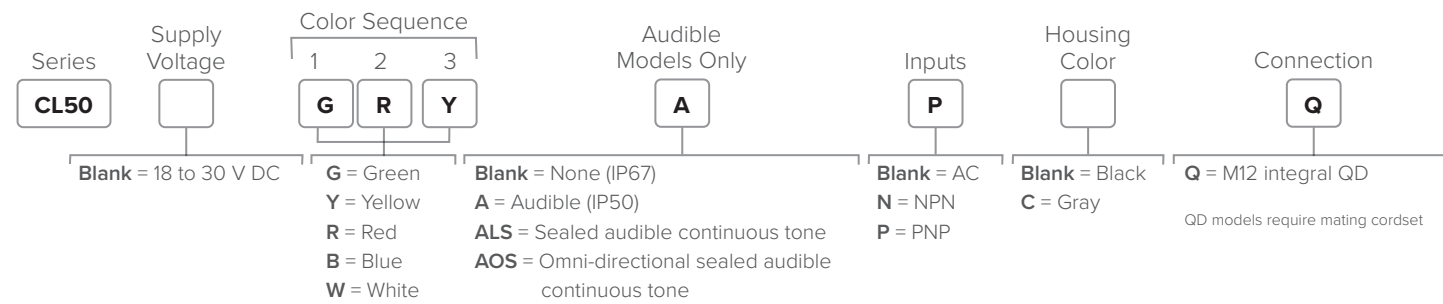 Color Sequence
Supply
Voltage
Audible
Models Only
Housing
Color
Series
1 2 3
Inputs
Connection
CL50
G R Y
A
P
Q
Blank = 18 to 30 V DC
G = Green
Y = Yellow
R = Red
B = Blue
W = White
Blank = None (IP67)
A = Audible (IP50)
ALS = Sealed audible continuous tone
AOS = Omni-directional sealed audible
continuous tone
Blank = AC
N = NPN
P = PNP
Blank = Black
C = Gray
Q = M12 integral QD
QD models require mating cordset